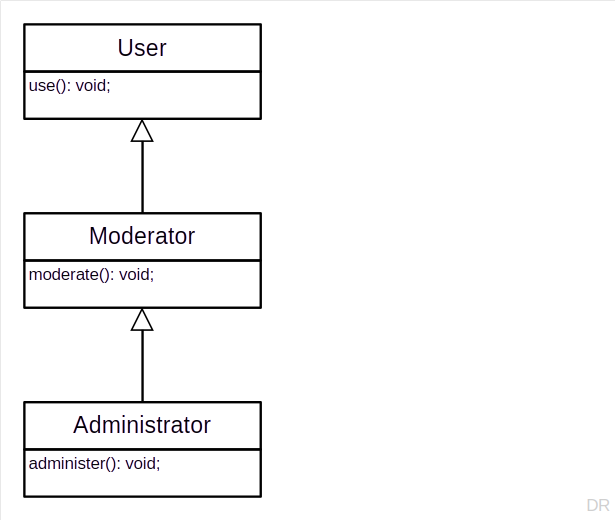 User
use(): void;
Moderator
moderate(): void;
Administrator
administer(): void;
DR